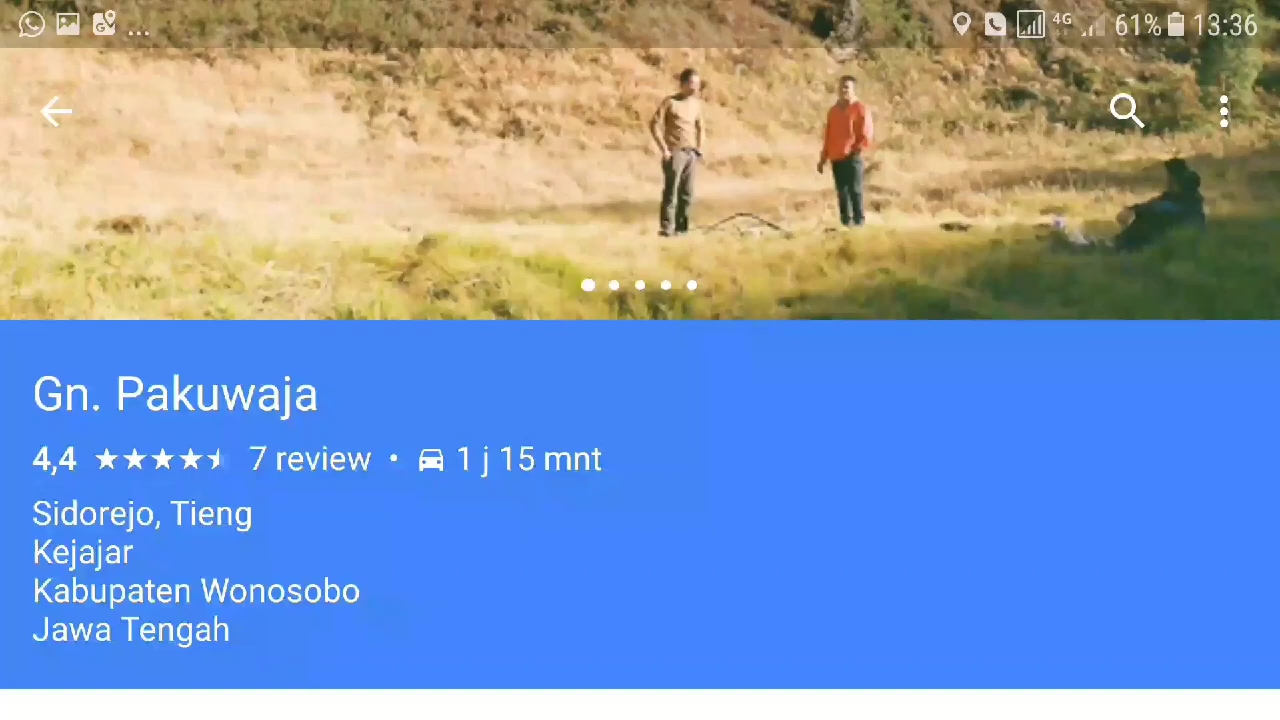 ... 4G 61% 13:36
Gn. Pakuwaja
4,4 7 review • 1 j 15 mnt
Sidorejo, Tieng
Kejajar
Kabupaten Wonosobo
Jawa Tengah